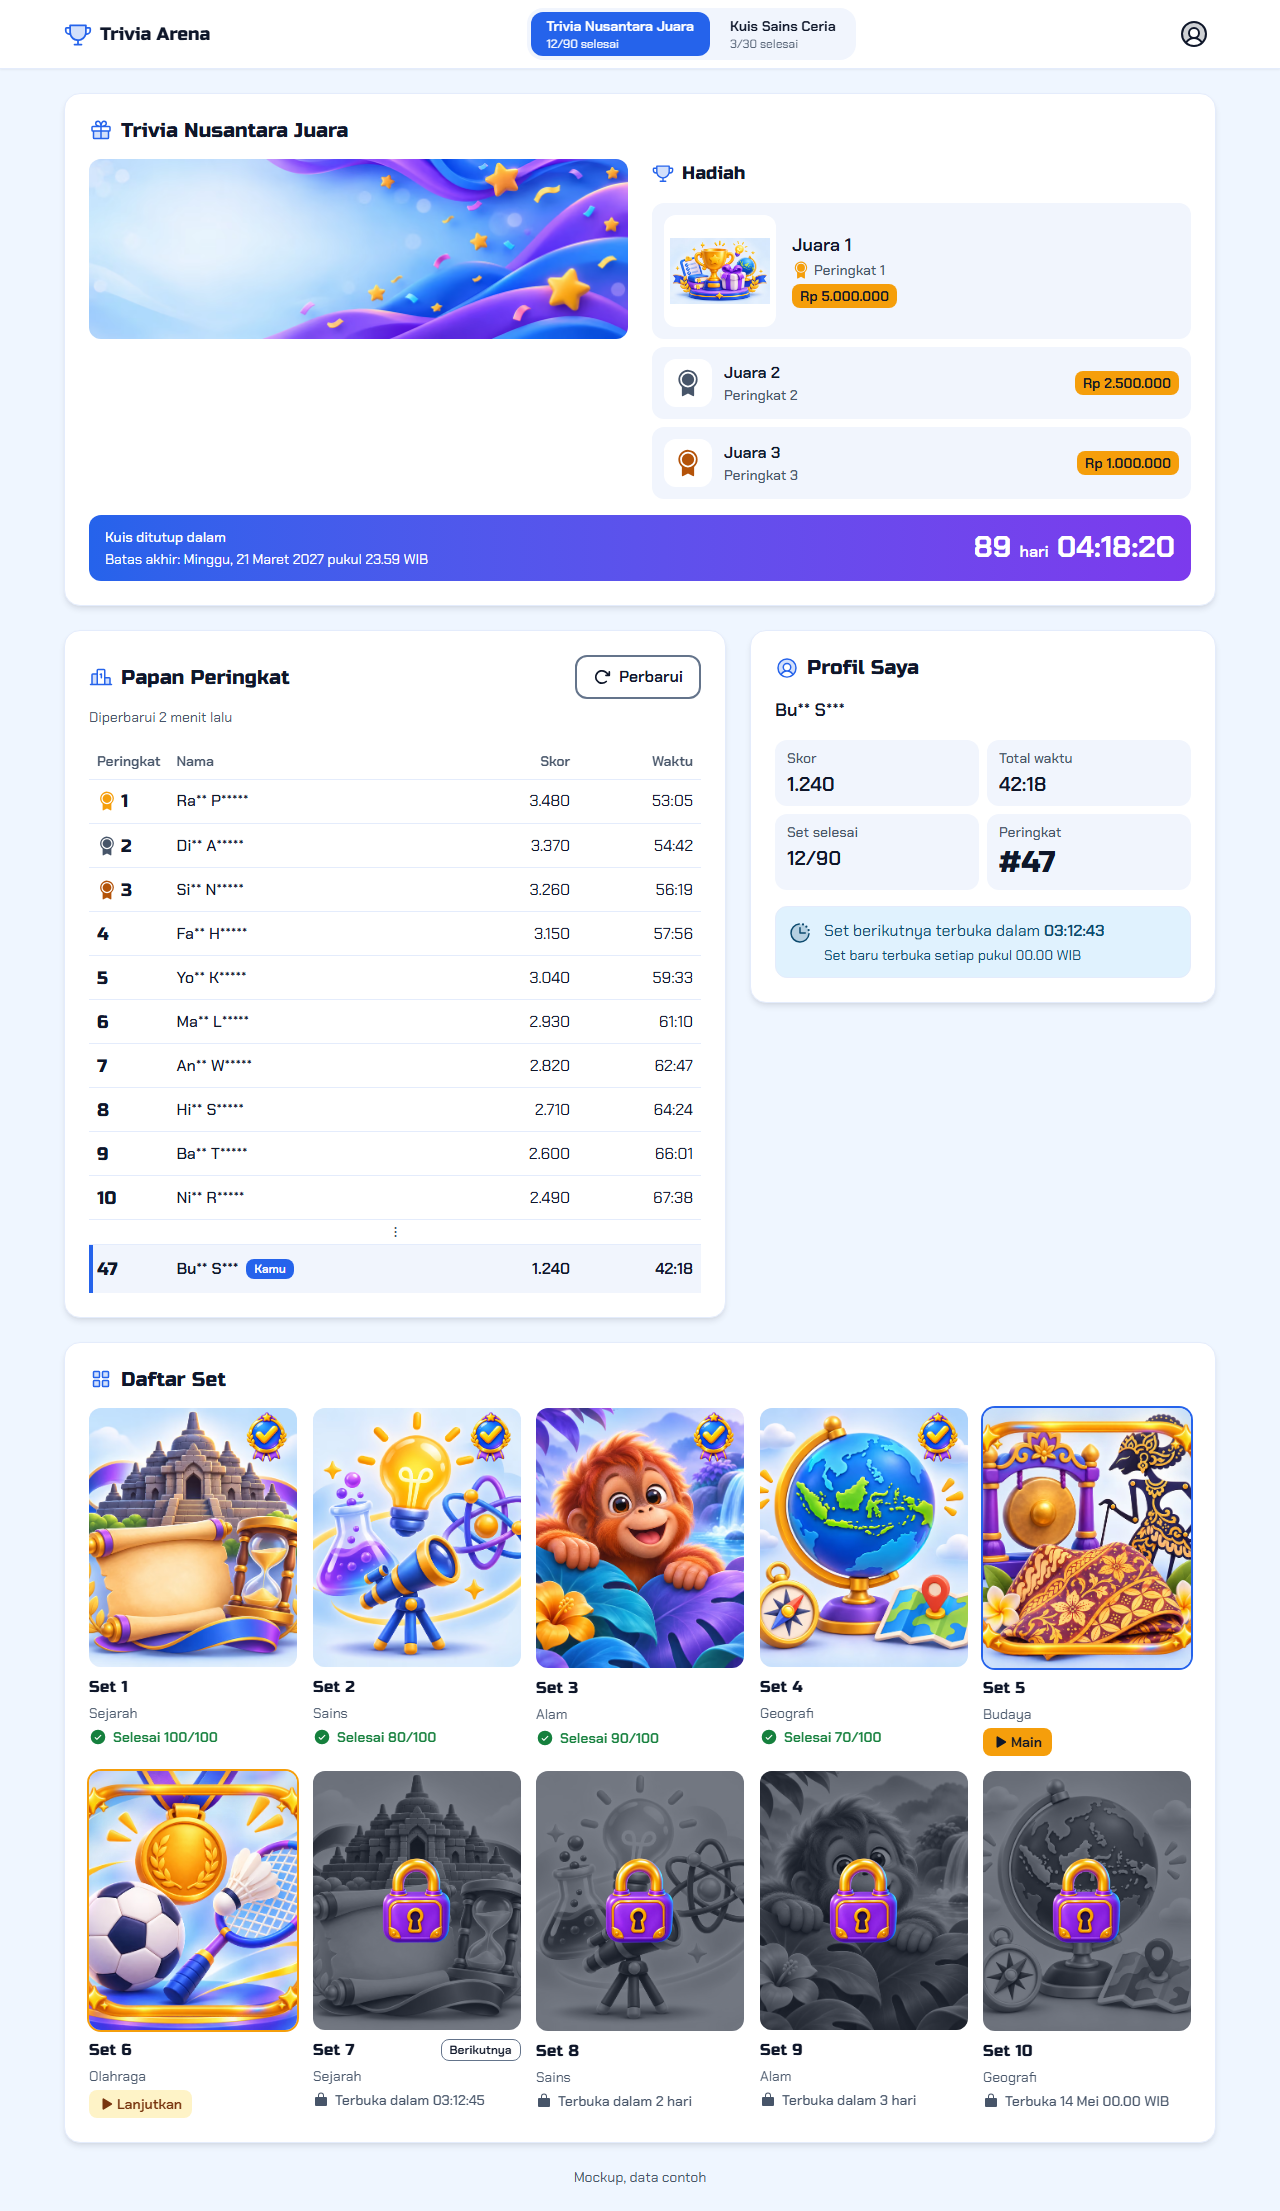 Trivia Arena
Trivia Nusantara Juara
12/90 selesai
Kuis Sains Ceria
3/30 selesai
Trivia Nusantara Juara
Hadiah
Juara 1
Peringkat 1
Rp 5.000.000
Juara 2
Peringkat 2
Rp 2.500.000
Juara 3
Peringkat 3
Rp 1.000.000
Kuis ditutup dalam
Batas akhir: Minggu, 21 Maret 2027 pukul 23.59 WIB
89 hari 04:18:20
Papan Peringkat
Perbarui
Diperbarui 2 menit lalu
Peringkat Nama Skor Waktu
1 Ra** P***** 3.480 53:05
2 Di** A***** 3.370 54:42
3 Si** N***** 3.260 56:19
4 Fa** H***** 3.150 57:56
5 Yo** K***** 3.040 59:33
6 Ma** L***** 2.930 61:10
7 An** W***** 2.820 62:47
8 Hi** S***** 2.710 64:24
9 Ba** T***** 2.600 66:01
10 Ni** R***** 2.490 67:38
⋮
47 Bu** S*** Kamu 1.240 42:18
Profil Saya
Bu** S***
Skor
1.240
Total waktu
42:18
Set selesai
12/90
Peringkat
#47
Set berikutnya terbuka dalam 03:12:43
Set baru terbuka setiap pukul 00.00 WIB
Daftar Set
Set 1
Sejarah
Selesai 100/100
Set 2
Sains
Selesai 80/100
Set 3
Alam
Selesai 90/100
Set 4
Geografi
Selesai 70/100
Set 5
Budaya
Main
Set 6
Olahraga
Lanjutkan
Set 7
Berikutnya
Sejarah
Terbuka dalam 03:12:45
Set 8
Sains
Terbuka dalam 2 hari
Set 9
Alam
Terbuka dalam 3 hari
Set 10
Geografi
Terbuka 14 Mei 00.00 WIB
Mockup, data contoh